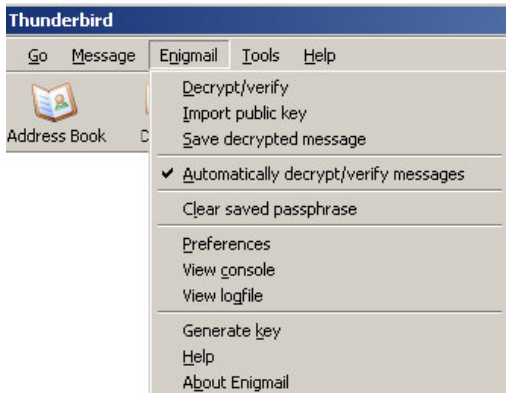 Thunderbird
Go Message Enigmail Tools Help
Address Book
Decrypt/verify
Import public key
Save decrypted message
✔ Automatically decrypt/verify messages
Clear saved passphrase
Preferences
View console
View logfile
Generate key
Help
About Enigmail